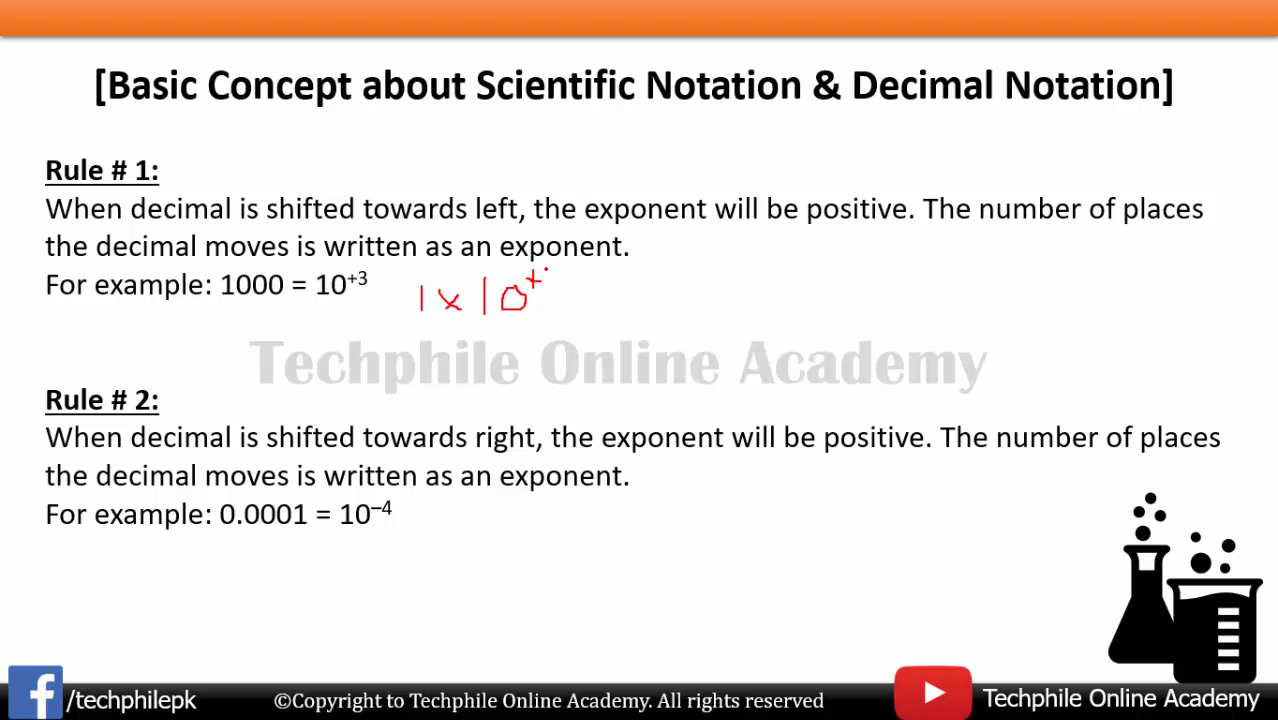 [Basic Concept about Scientific Notation & Decimal Notation]
Rule # 1:
When decimal is shifted towards left, the exponent will be positive. The number of places
the decimal moves is written as an exponent.
For example: 1000 = 10⁺³
1 x 10⁺
Techphile Online Academy
Rule # 2:
When decimal is shifted towards right, the exponent will be positive. The number of places
the decimal moves is written as an exponent.
For example: 0.0001 = 10⁻⁴
/techphilepk
©Copyright to Techphile Online Academy. All rights reserved
Techphile Online Academy